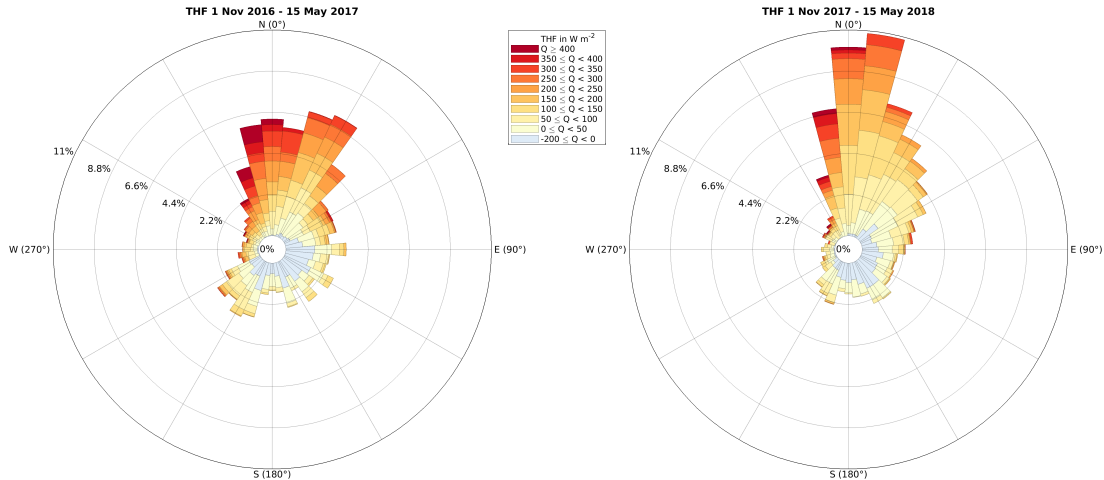 THF 1 Nov 2016 - 15 May 2017
N (0°)
11%
8.8%
6.6%
4.4%
2.2%
0%
W (270°)
E (90°)
S (180°)
THF in W m-2
Q ≥ 400
350 ≤ Q < 400
300 ≤ Q < 350
250 ≤ Q < 300
200 ≤ Q < 250
150 ≤ Q < 200
100 ≤ Q < 150
50 ≤ Q < 100
0 ≤ Q < 50
-200 ≤ Q < 0
THF 1 Nov 2017 - 15 May 2018
N (0°)
11%
8.8%
6.6%
4.4%
2.2%
0%
W (270°)
E (90°)
S (180°)